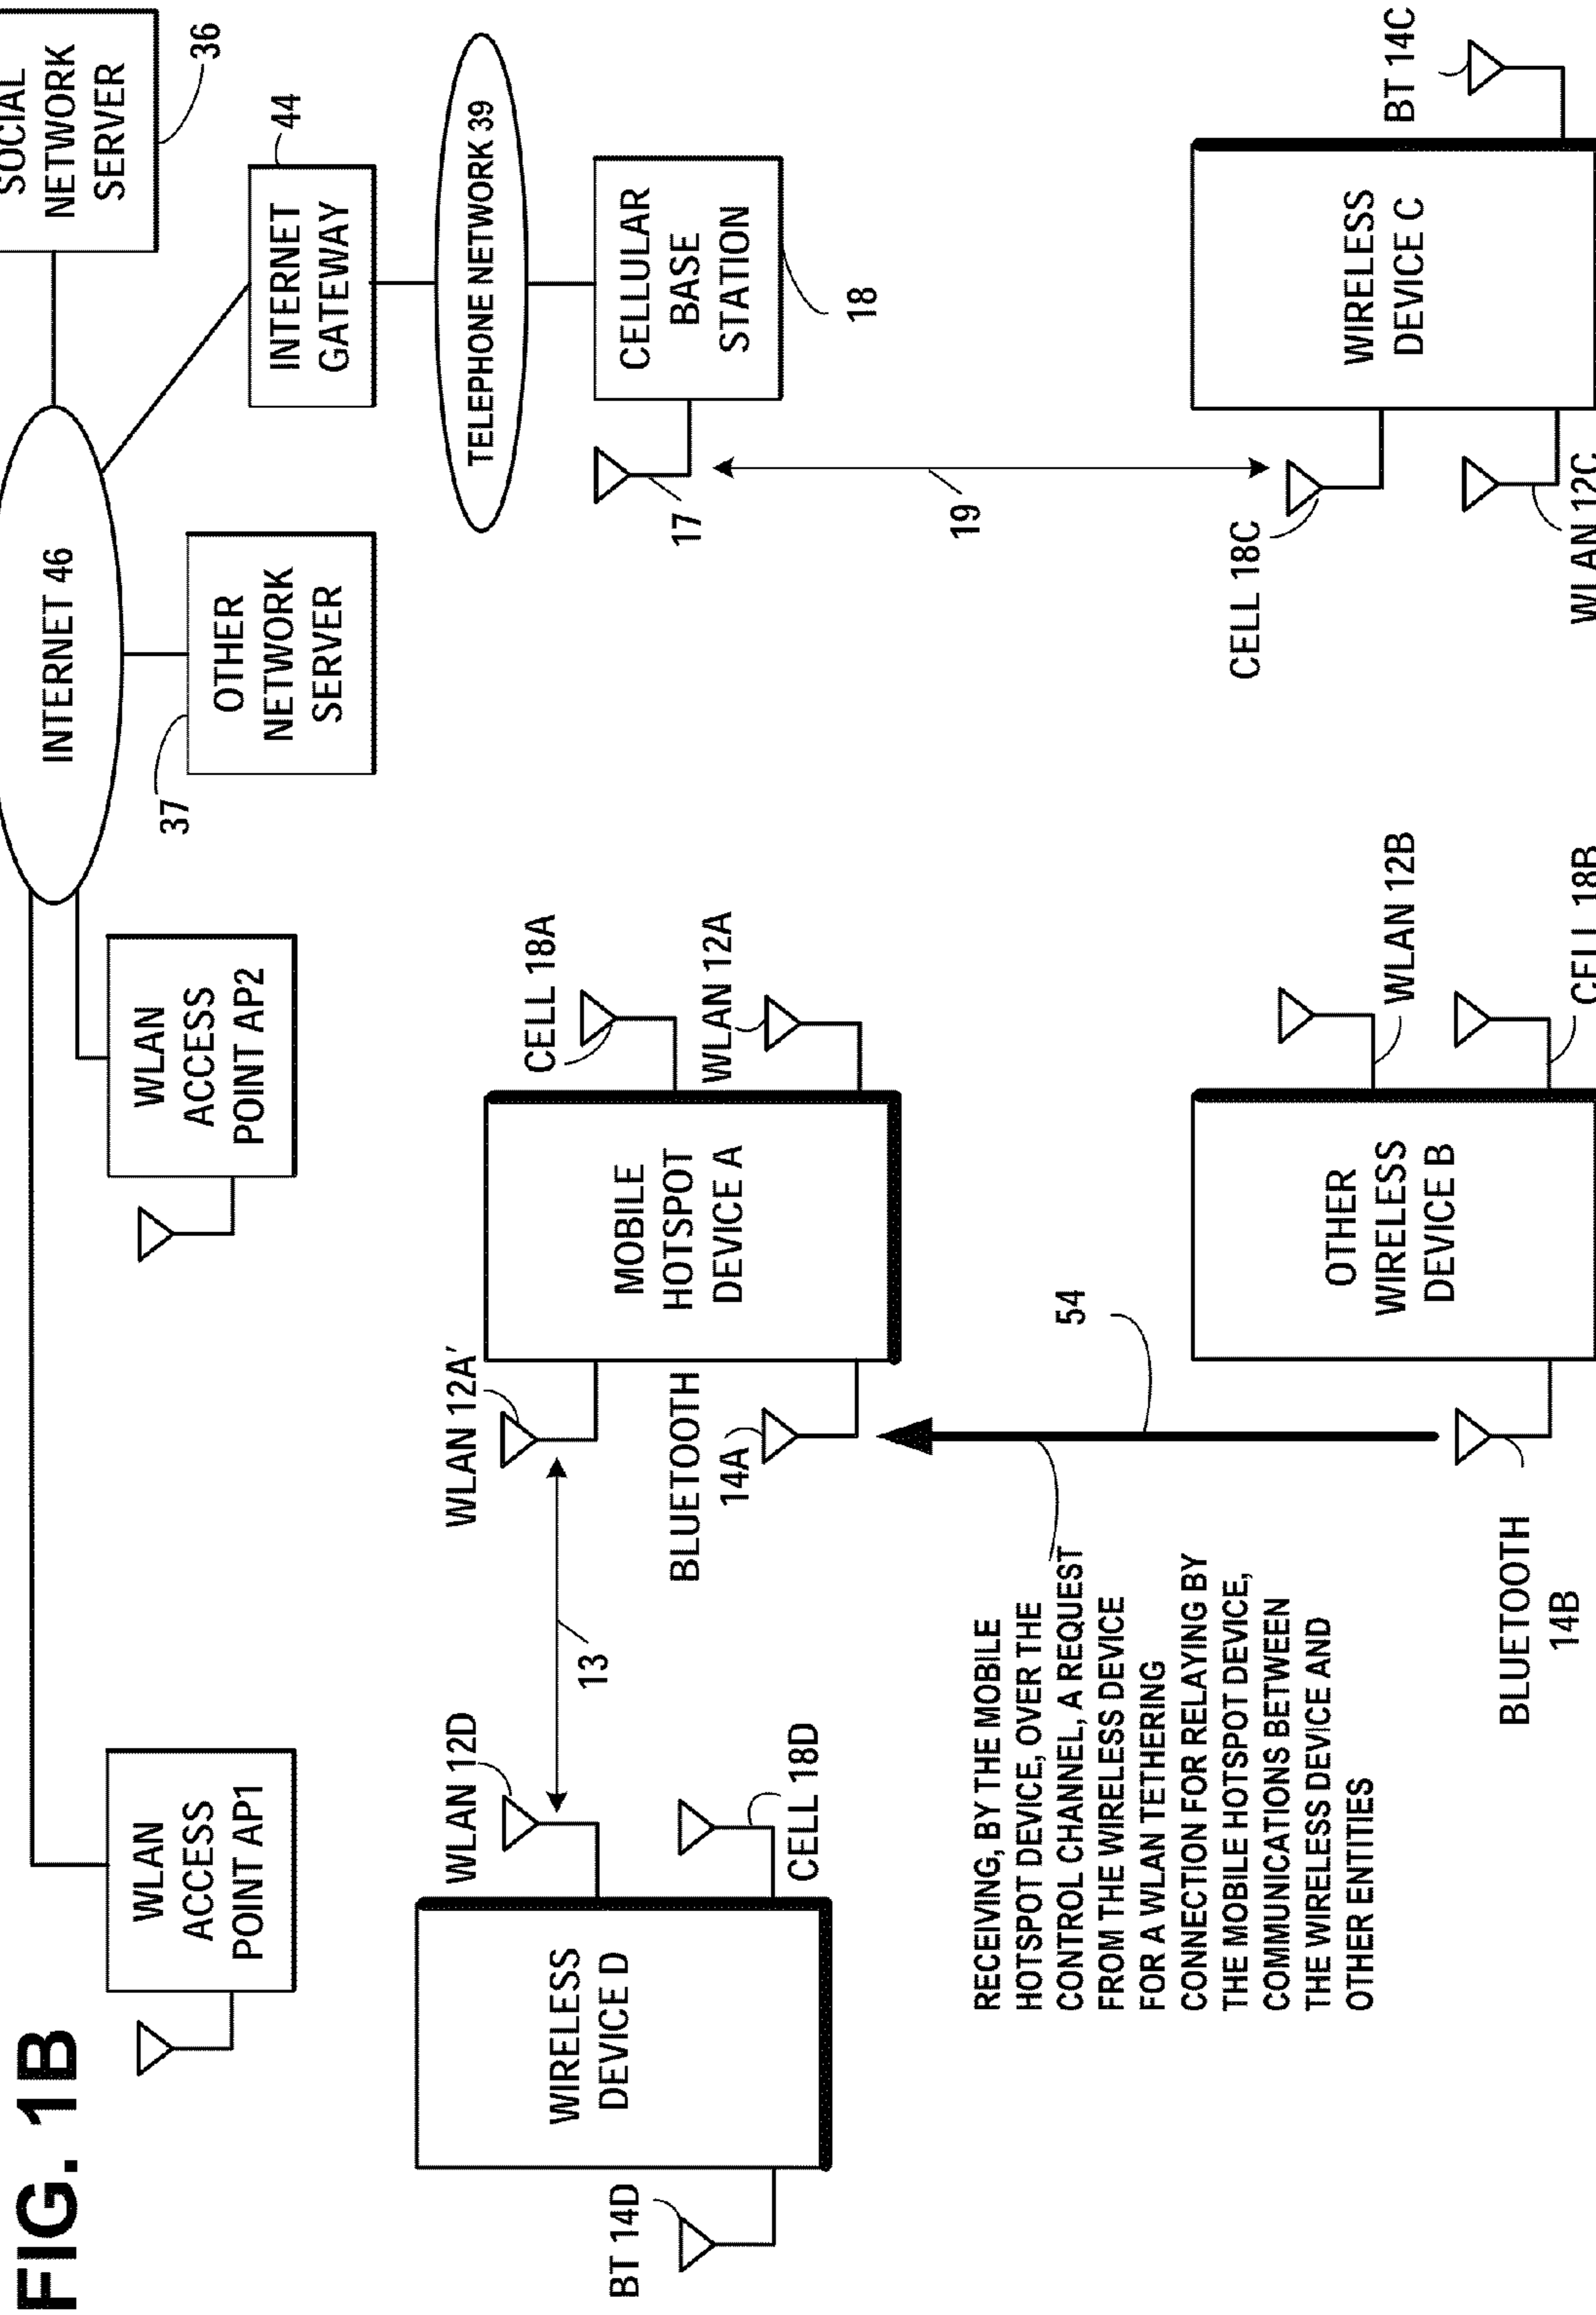 FIG. 1B
WLAN
ACCESS
POINT AP1
WLAN
ACCESS
POINT AP2
INTERNET 46
SOCIAL
NETWORK
SERVER
36
37
OTHER
NETWORK
SERVER
INTERNET
GATEWAY
44
TELEPHONE NETWORK 39
CELLULAR
BASE
STATION
17
18
19
WIRELESS
DEVICE D
BT 14D
WLAN 12D
CELL 18D
13
WLAN 12A'
BLUETOOTH
14A
MOBILE
HOTSPOT
DEVICE A
CELL 18A
WLAN 12A
RECEIVING, BY THE MOBILE
HOTSPOT DEVICE, OVER THE
CONTROL CHANNEL, A REQUEST
FROM THE WIRELESS DEVICE
FOR A WLAN TETHERING
CONNECTION FOR RELAYING BY
THE MOBILE HOTSPOT DEVICE,
COMMUNICATIONS BETWEEN
THE WIRELESS DEVICE AND
OTHER ENTITIES
54
BLUETOOTH
14B
OTHER
WIRELESS
DEVICE B
WLAN 12B
CELL 18B
CELL 18C
WLAN 12C
WIRELESS
DEVICE C
BT 14C